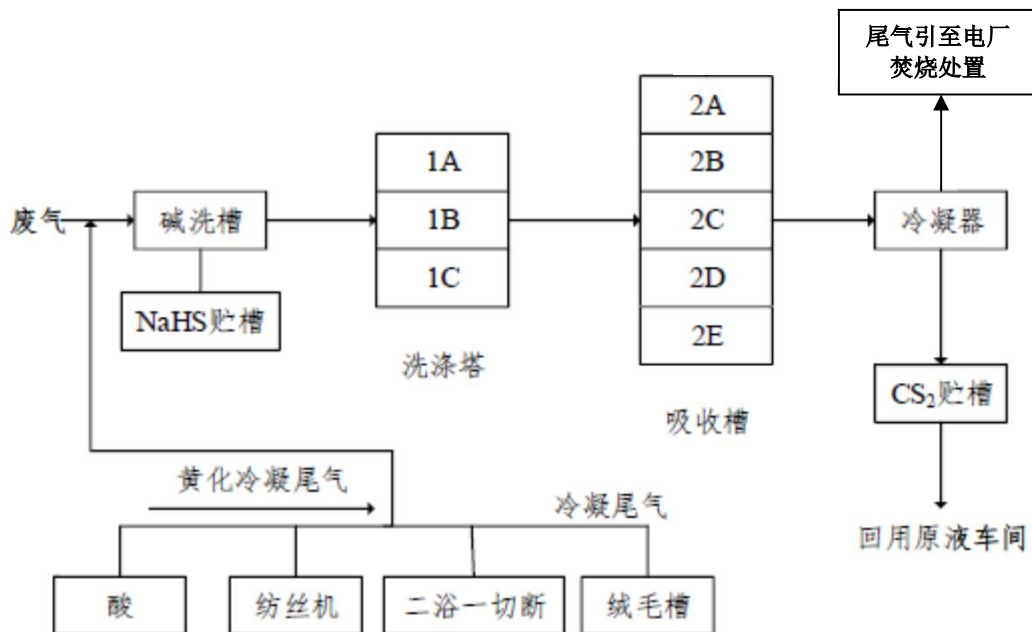 尾气引至电厂
焚烧处置
2A
1A
2B
废气
碱洗槽
1B
2C
冷凝器
1C
2D
NaHS贮槽
2E
洗涤塔
CS₂贮槽
吸收槽
黄化冷凝尾气
冷凝尾气
回用原液车间
酸
纺丝机
二浴一切断
绒毛槽